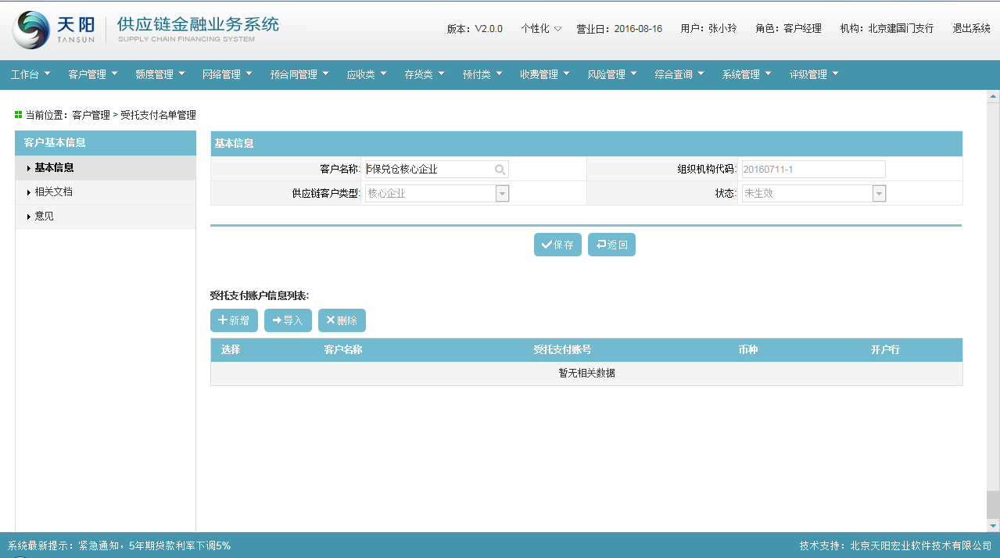 天阳 TANSUN 供应链金融业务系统 SUPPLY CHAIN FINANCING SYSTEM
版本：V2.0.0 个性化 营业日：2016-08-16 用户：张小玲 角色：客户经理 机构：北京建国门支行 退出系统
工作台 客户管理 额度管理 网络管理 预合同管理 应收类 存货类 预付类 收费管理 风险管理 综合查询 系统管理 评级管理
当前位置：客户管理 > 受托支付名单管理
客户基本信息
基本信息
相关文档
意见
基本信息
客户名称: 5保兑仓核心企业 组织机构代码: 20160711-1
供应链客户类型: 核心企业 状态: 未生效
保存 返回
受托支付账户信息列表:
新增 导入 删除
选择 客户名称 受托支付账号 币种 开户行
暂无相关数据
系统最新提示：紧急通知，5年期贷款利率下调5% 技术支持：北京天阳宏业软件技术有限公司